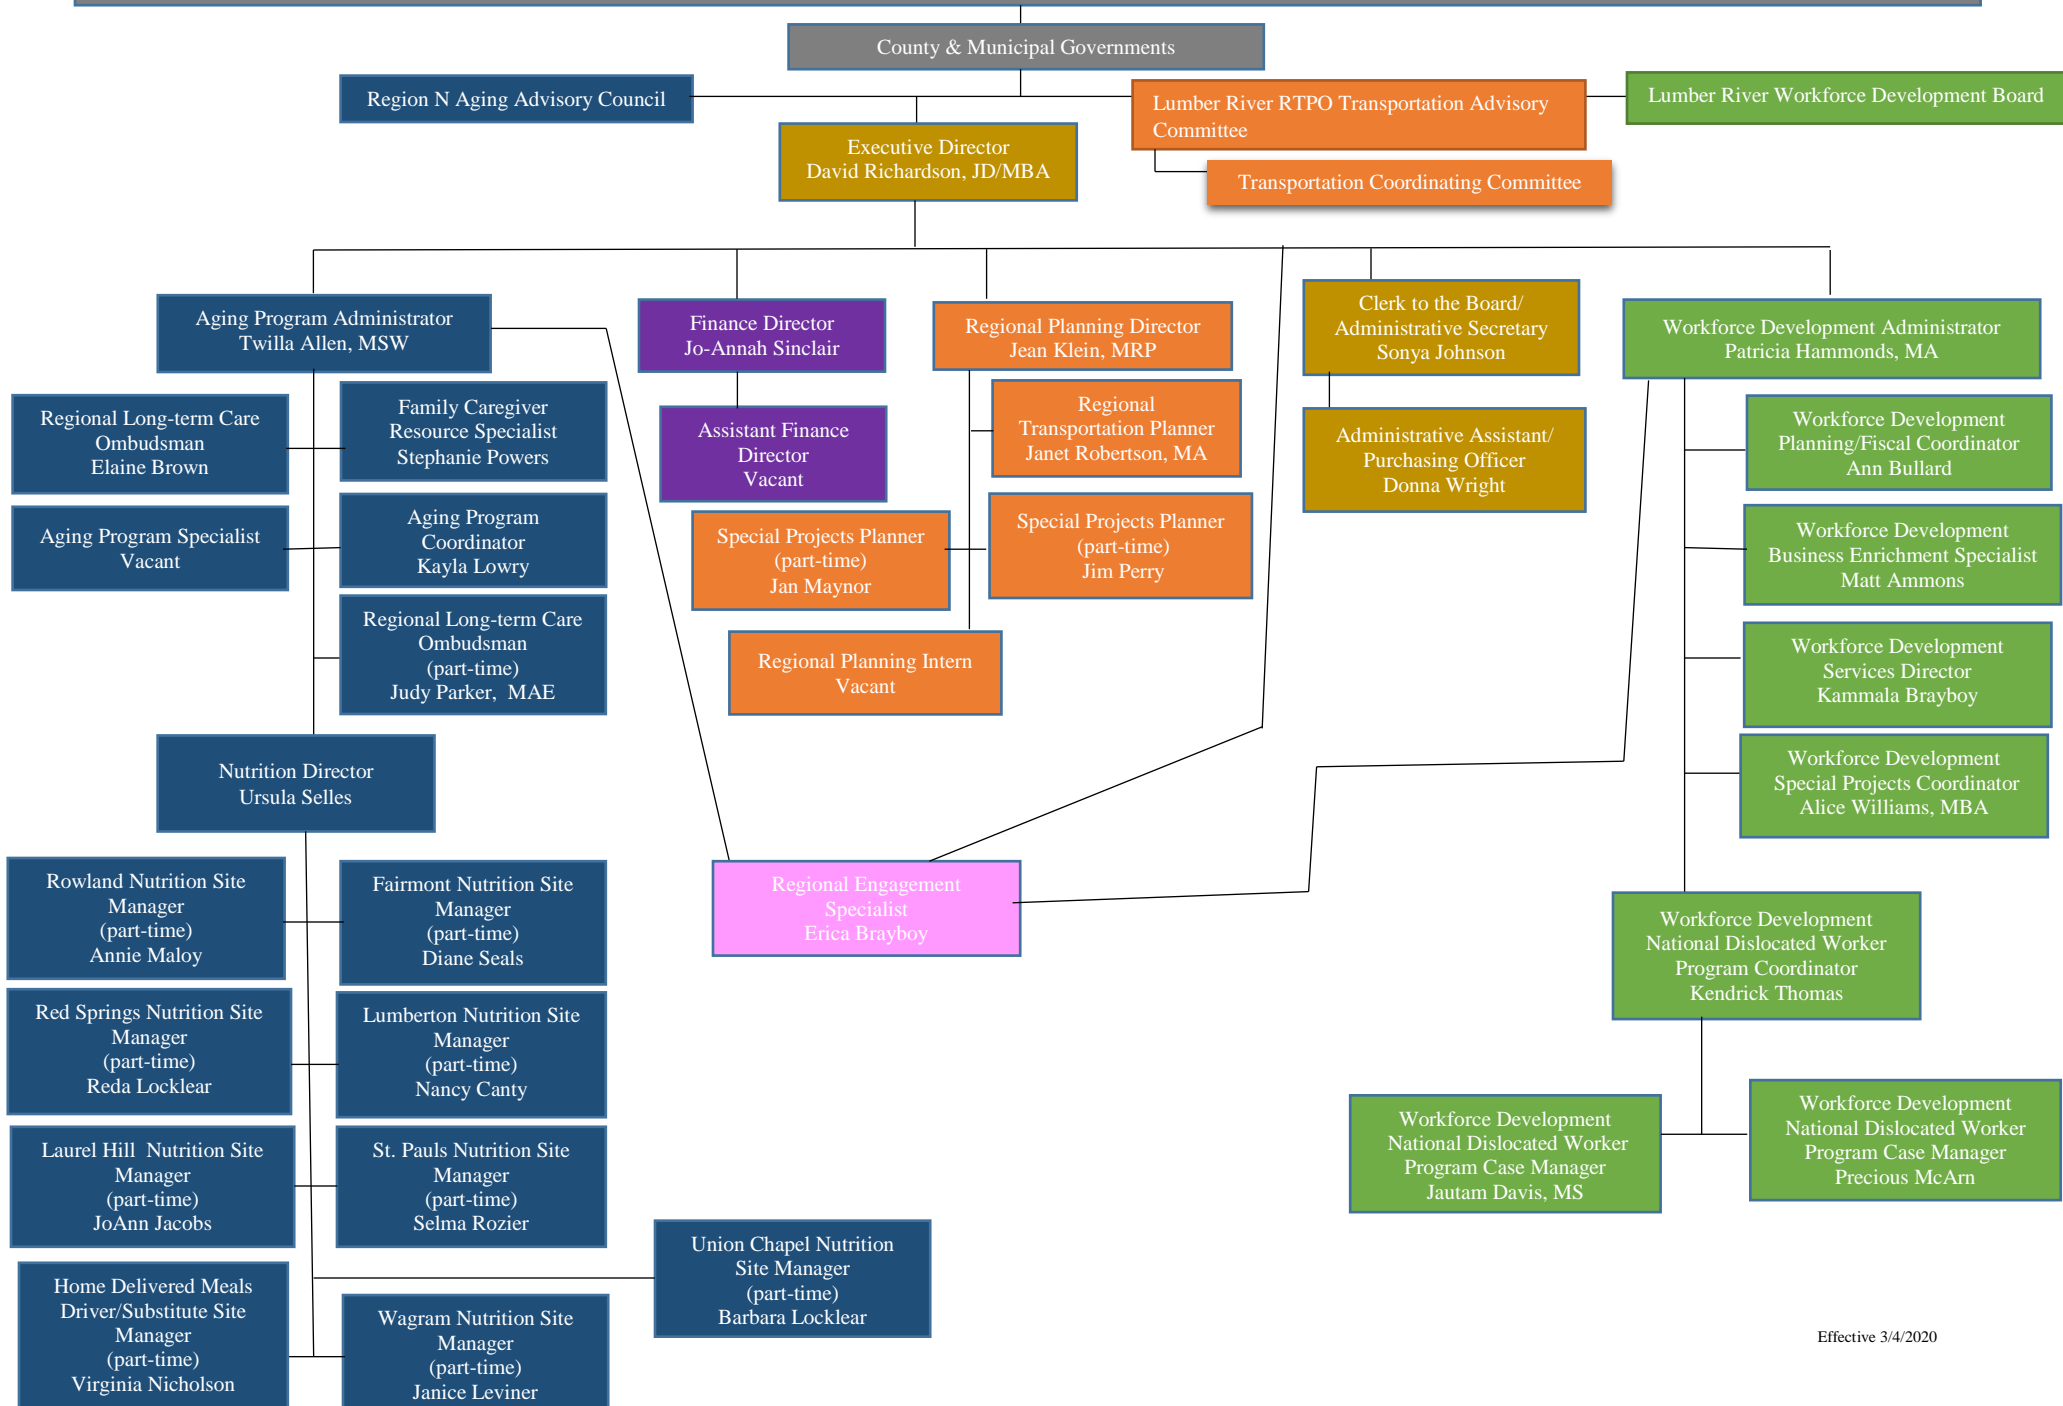 County & Municipal Governments
Region N Aging Advisory Council
Lumber River RTPO Transportation Advisory
Committee
Lumber River Workforce Development Board
Executive Director
David Richardson, JD/MBA
Transportation Coordinating Committee
Aging Program Administrator
Twilla Allen, MSW
Finance Director
Jo-Annah Sinclair
Regional Planning Director
Jean Klein, MRP
Clerk to the Board/
Administrative Secretary
Sonya Johnson
Workforce Development Administrator
Patricia Hammonds, MA
Regional Long-term Care
Ombudsman
Elaine Brown
Family Caregiver
Resource Specialist
Stephanie Powers
Assistant Finance
Director
Vacant
Regional
Transportation Planner
Janet Robertson, MA
Administrative Assistant/
Purchasing Officer
Donna Wright
Workforce Development
Planning/Fiscal Coordinator
Ann Bullard
Aging Program Specialist
Vacant
Aging Program
Coordinator
Kayla Lowry
Special Projects Planner
(part-time)
Jan Maynor
Special Projects Planner
(part-time)
Jim Perry
Workforce Development
Business Enrichment Specialist
Matt Ammons
Regional Long-term Care
Ombudsman
(part-time)
Judy Parker, MAE
Regional Planning Intern
Vacant
Workforce Development
Services Director
Kammala Brayboy
Nutrition Director
Ursula Selles
Workforce Development
Special Projects Coordinator
Alice Williams, MBA
Rowland Nutrition Site
Manager
(part-time)
Annie Maloy
Fairmont Nutrition Site
Manager
(part-time)
Diane Seals
Regional Engagement
Specialist
Erica Brayboy
Workforce Development
National Dislocated Worker
Program Coordinator
Kendrick Thomas
Red Springs Nutrition Site
Manager
(part-time)
Reda Locklear
Lumberton Nutrition Site
Manager
(part-time)
Nancy Canty
Workforce Development
National Dislocated Worker
Program Case Manager
Jautam Davis, MS
Workforce Development
National Dislocated Worker
Program Case Manager
Precious McArn
Laurel Hill Nutrition Site
Manager
(part-time)
JoAnn Jacobs
St. Pauls Nutrition Site
Manager
(part-time)
Selma Rozier
Union Chapel Nutrition
Site Manager
(part-time)
Barbara Locklear
Home Delivered Meals
Driver/Substitute Site
Manager
(part-time)
Virginia Nicholson
Wagram Nutrition Site
Manager
(part-time)
Janice Leviner
Effective 3/4/2020